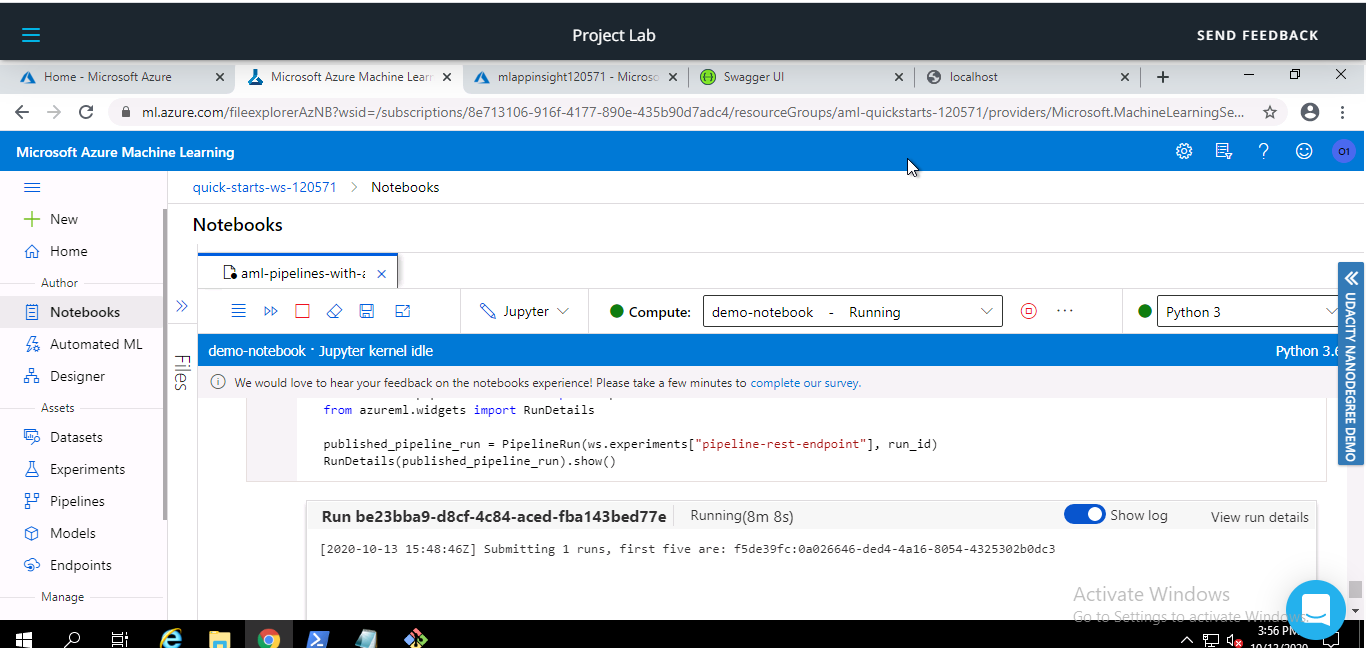 Project Lab
SEND FEEDBACK
Home - Microsoft Azure
Microsoft Azure Machine Learn
mlappinsight120571 - Microso
Swagger UI
localhost
ml.azure.com/fileexplorerAzNB?wsid=/subscriptions/8e713106-916f-4177-890e-435b90d7adc4/resourceGroups/aml-quickstarts-120571/providers/Microsoft.MachineLearningSe...
Microsoft Azure Machine Learning
01
quick-starts-ws-120571 > Notebooks
New
Home
Author
Notebooks
Automated ML
Designer
Assets
Datasets
Experiments
Pipelines
Models
Endpoints
Manage
Files
Notebooks
aml-pipelines-with-a
Jupyter
Compute:
demo-notebook - Running
Python 3
demo-notebook · Jupyter kernel idle
Python 3.6
UDACITY NANODEGREE DEMO
We would love to hear your feedback on the notebooks experience! Please take a few minutes to complete our survey.
from azureml.widgets import RunDetails
published_pipeline_run = PipelineRun(ws.experiments["pipeline-rest-endpoint"], run_id)
RunDetails(published_pipeline_run).show()
Run be23bba9-d8cf-4c84-aced-fba143bed77e
Running(8m 8s)
Show log
View run details
[2020-10-13 15:48:46Z] Submitting 1 runs, first five are: f5de39fc:0a026646-ded4-4a16-8054-4325302b0dc3
Activate Windows
Go to Settings to activate Windows.
3:56 PM
10/13/2020